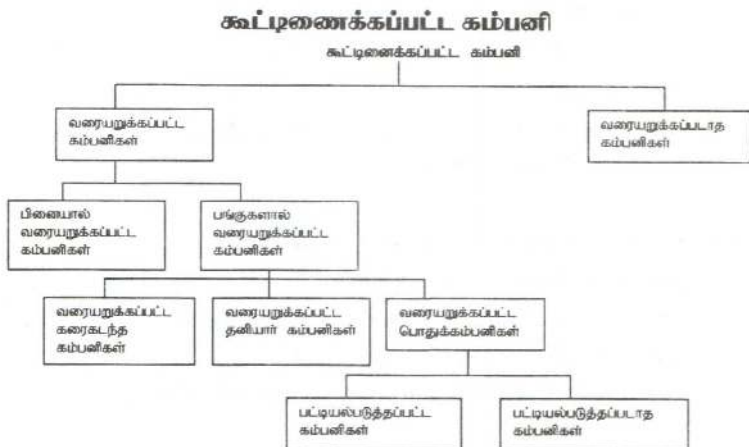 கூட்டிணைக்கப்பட்ட கம்பனி
கூட்டினைக்கப்பட்ட கம்பனி
வரையறுக்கப்பட்ட
கம்பனிகள்
வரையறுக்கப்படாத
கம்பனிகள்
பினையால்
வரையறுக்கப்பட்ட
கம்பனிகள்
பங்குகளால்
வரையறுக்கப்பட்ட
கம்பனிகள்
வரையறுக்கப்பட்ட
கரைகடந்த
கம்பனிகள்
வரையறுக்கப்பட்ட
தனியார் கம்பனிகள்
வரையறுக்கப்பட்ட
பொதுக்கம்பனிகள்
பட்டியல்படுத்தப்பட்ட
கம்பனிகள்
பட்டியல்படுத்தப்படாத
கம்பனிகள்